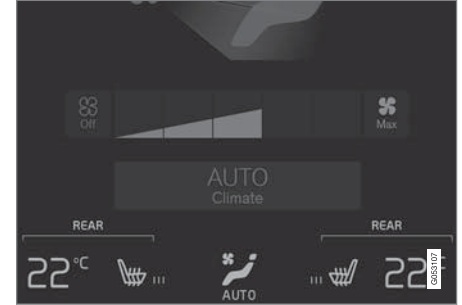 Off
Max
AUTO
Climate
REAR
REAR
22°C
22°
AUTO
G053107